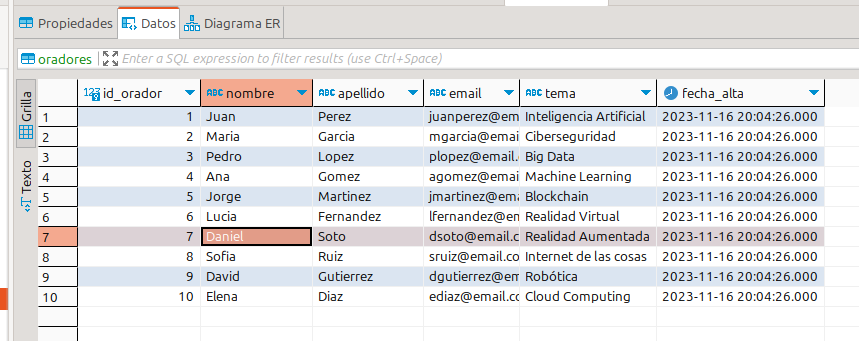 Propiedades Datos Diagrama ER
oradores Enter a SQL expression to filter results (use Ctrl+Space)
Grilla
Texto
123 id_orador ABC nombre ABC apellido ABC email ABC tema fecha_alta
1 1 Juan Perez juanperez@em Inteligencia Artificial 2023-11-16 20:04:26.000
2 2 Maria Garcia mgarcia@email Ciberseguridad 2023-11-16 20:04:26.000
3 3 Pedro Lopez plopez@email. Big Data 2023-11-16 20:04:26.000
4 4 Ana Gomez agomez@email Machine Learning 2023-11-16 20:04:26.000
5 5 Jorge Martinez jmartinez@ema Blockchain 2023-11-16 20:04:26.000
6 6 Lucia Fernandez lfernandez@em Realidad Virtual 2023-11-16 20:04:26.000
7 7 Daniel Soto dsoto@email.c Realidad Aumentada 2023-11-16 20:04:26.000
8 8 Sofia Ruiz sruiz@email.co Internet de las cosas 2023-11-16 20:04:26.000
9 9 David Gutierrez dgutierrez@em Robótica 2023-11-16 20:04:26.000
10 10 Elena Diaz ediaz@email.co Cloud Computing 2023-11-16 20:04:26.000